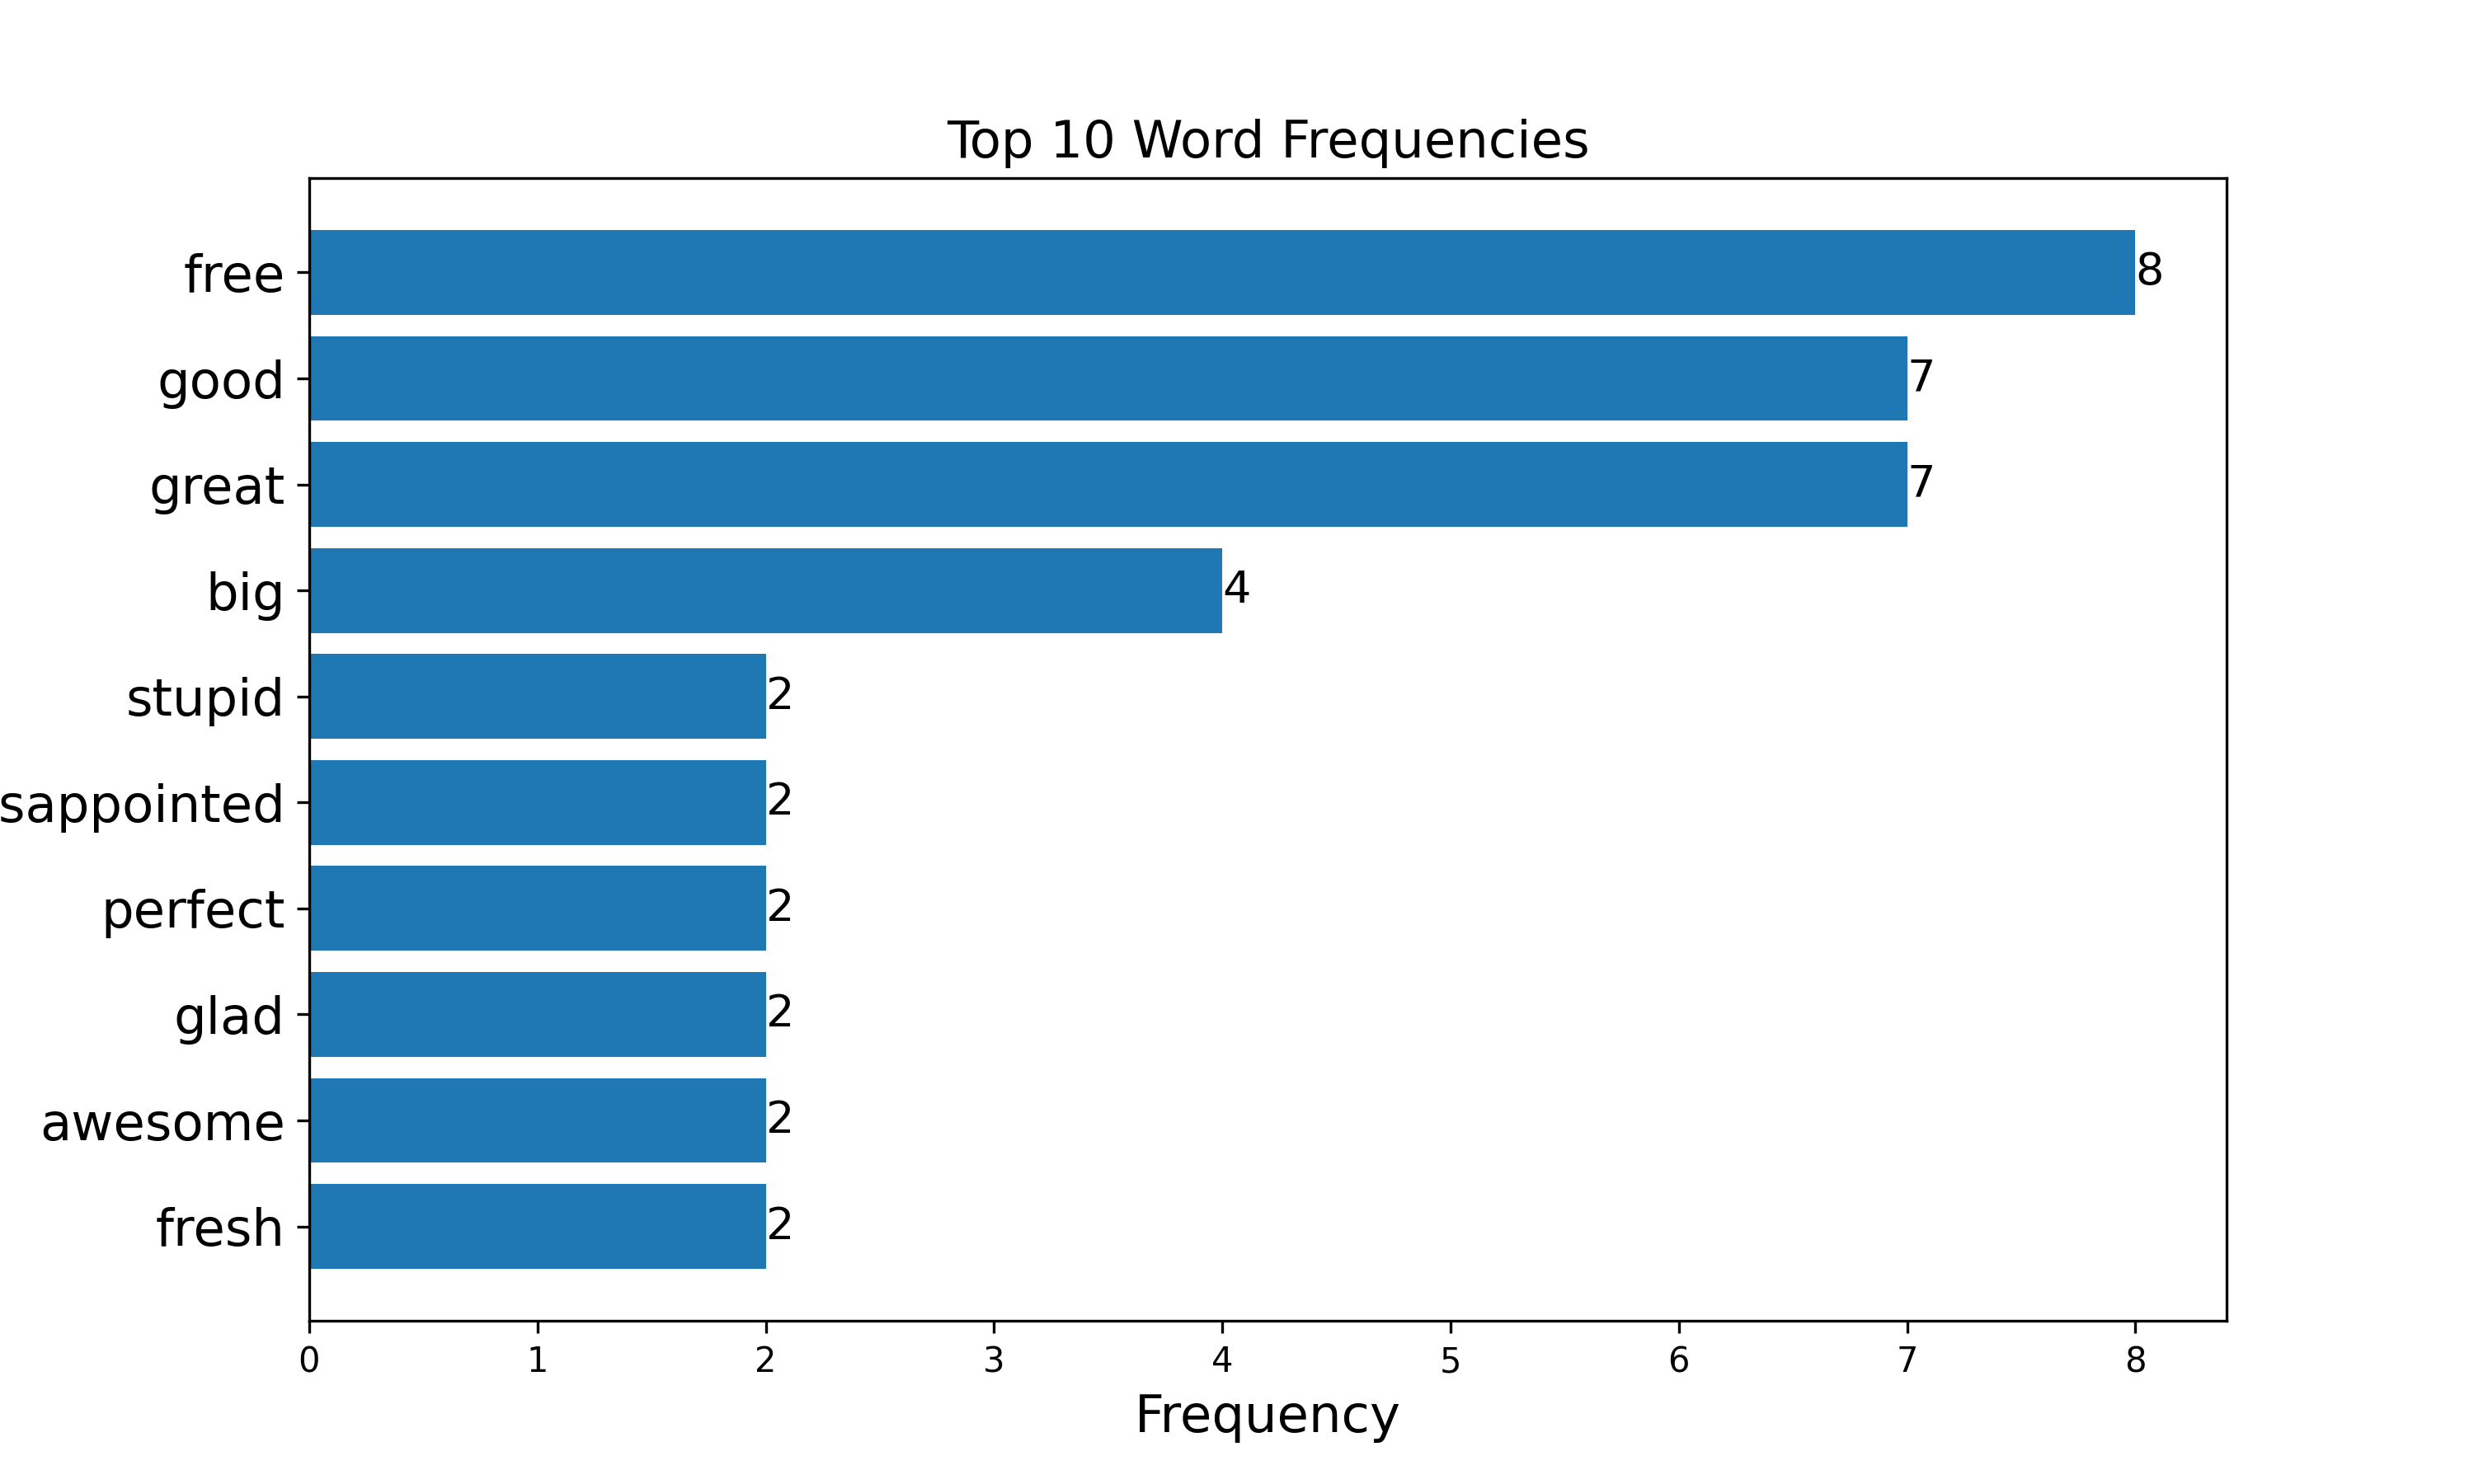 Top 10 Word Frequencies
free 8
good 7
great 7
big 4
stupid 2
sappointed 2
perfect 2
glad 2
awesome 2
fresh 2
0 1 2 3 4 5 6 7 8
Frequency